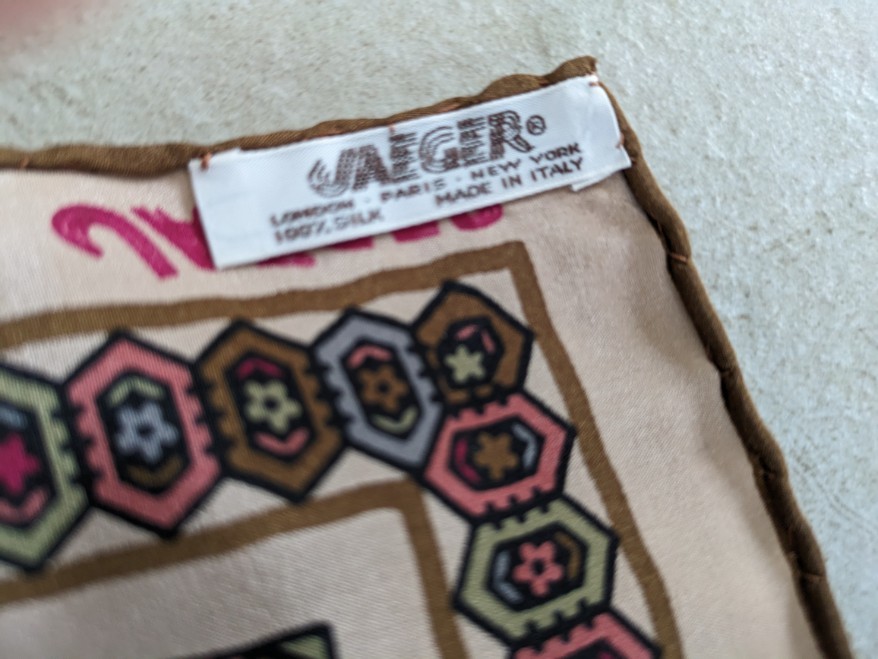 JAEGER®
LONDON - PARIS - NEW YORK
100% SILK MADE IN ITALY